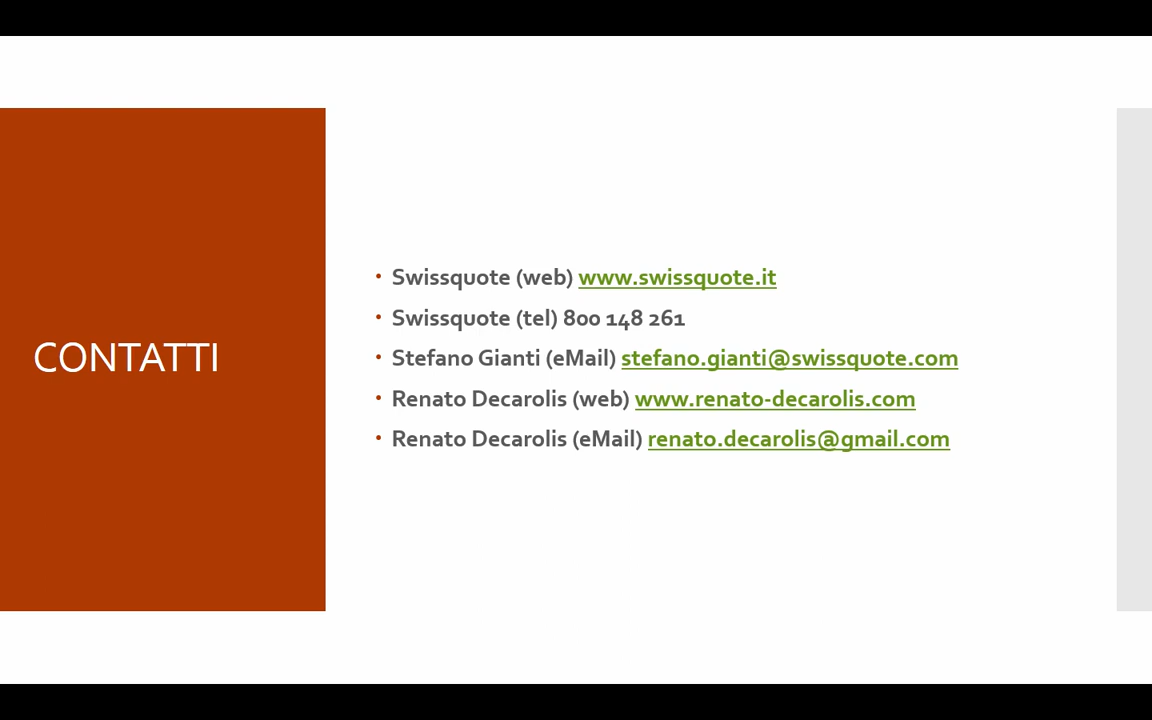 CONTATTI
• Swissquote (web) www.swissquote.it
• Swissquote (tel) 800 148 261
• Stefano Gianti (eMail) stefano.gianti@swissquote.com
• Renato Decarolis (web) www.renato-decarolis.com
• Renato Decarolis (eMail) renato.decarolis@gmail.com